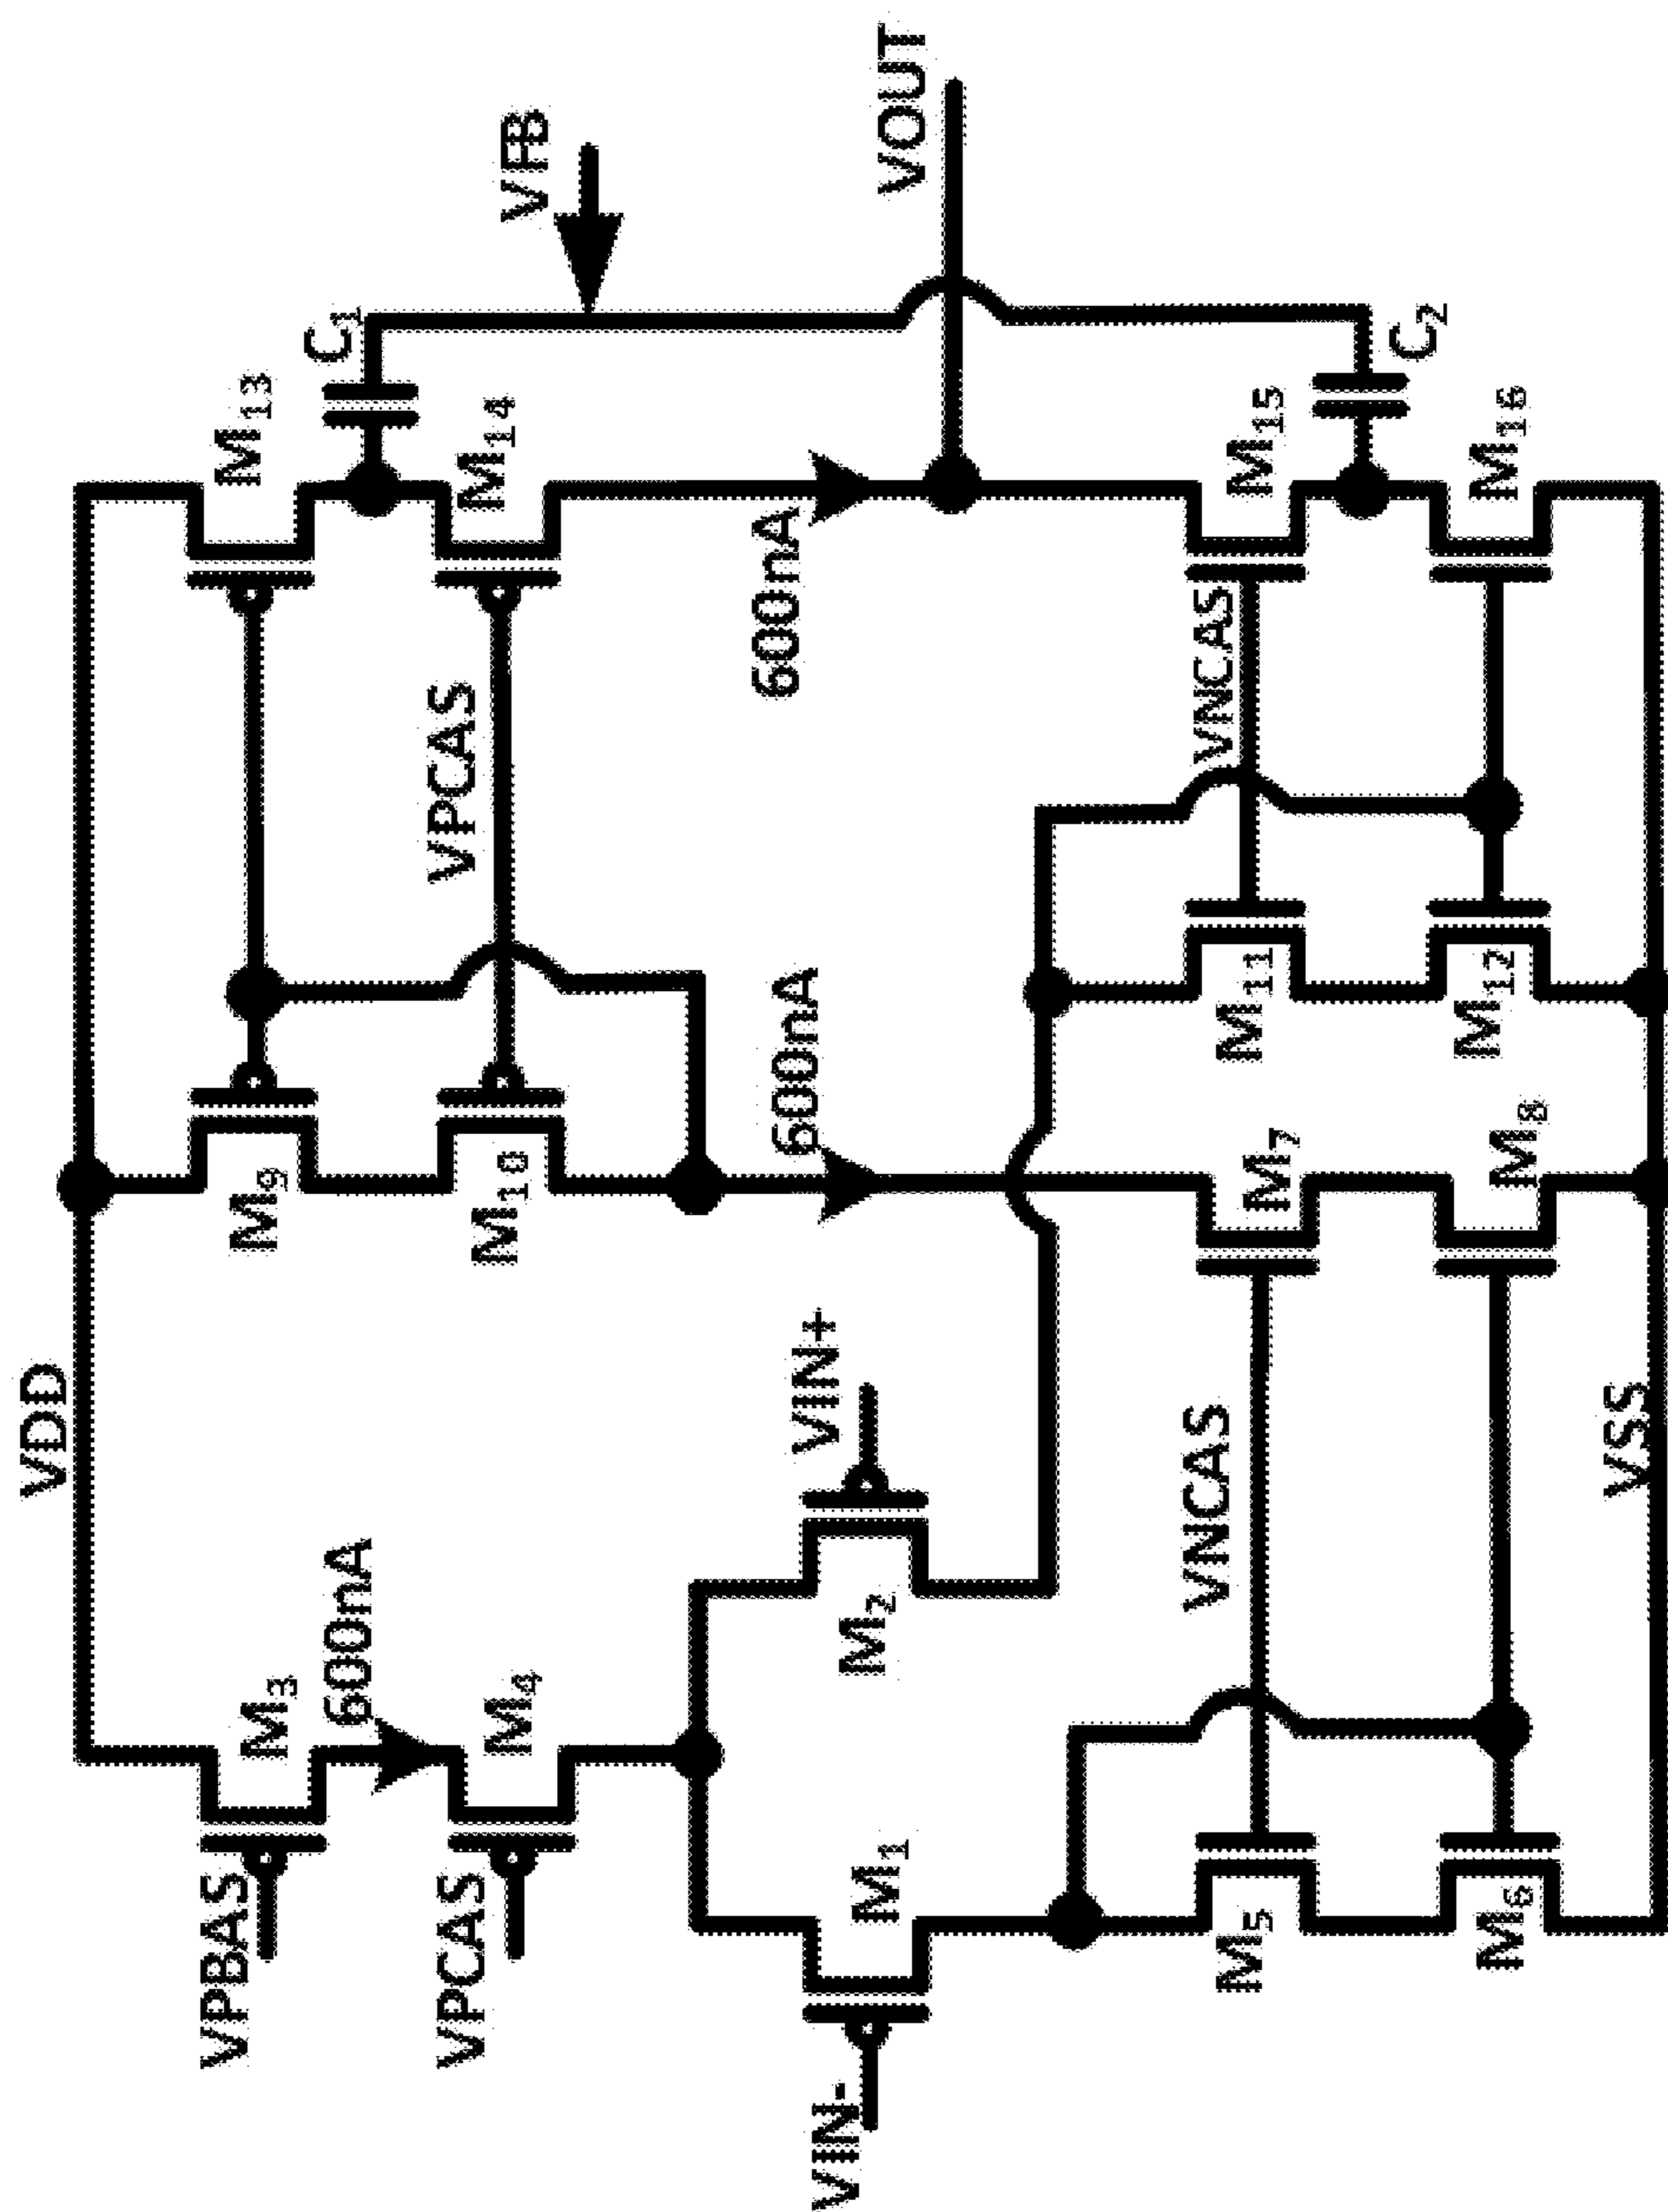 VDD
VPBAS
M3
M9
M13
600nA
C1
VPCAS
M4
M10
VPCAS
M14
VFB
VIN-
M1
M2
VIN+
600nA
600nA
VOUT
M5
VNCAS
M7
M11
VNCAS
M15
C2
M6
M8
M12
M16
VSS